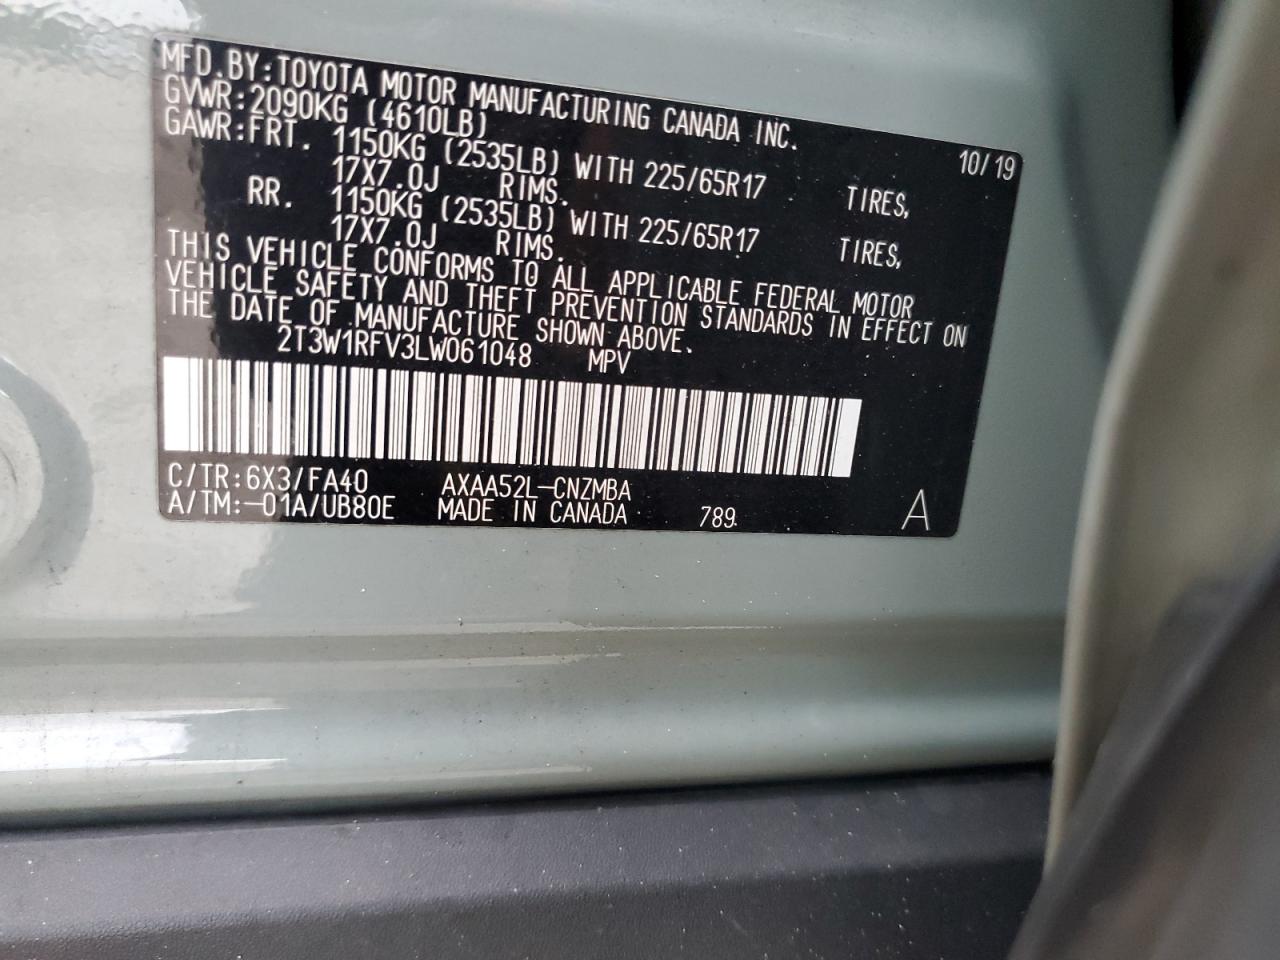 MFD.BY:TOYOTA MOTOR MANUFACTURING CANADA INC.
10/19
GVWR:2090KG (4610LB)
GAWR:FRT. 1150KG (2535LB) WITH 225/65R17 TIRES,
17X7.0J RIMS.
RR. 1150KG (2535LB) WITH 225/65R17 TIRES,
17X7.0J RIMS.
THIS VEHICLE CONFORMS TO ALL APPLICABLE FEDERAL MOTOR
VEHICLE SAFETY AND THEFT PREVENTION STANDARDS IN EFFECT ON
THE DATE OF MANUFACTURE SHOWN ABOVE.
2T3W1RFV3LW061048 MPV
C/TR:6X3/FA40 AXAA52L-CNZMBA
A/TM:-01A/UB80E MADE IN CANADA 789 A